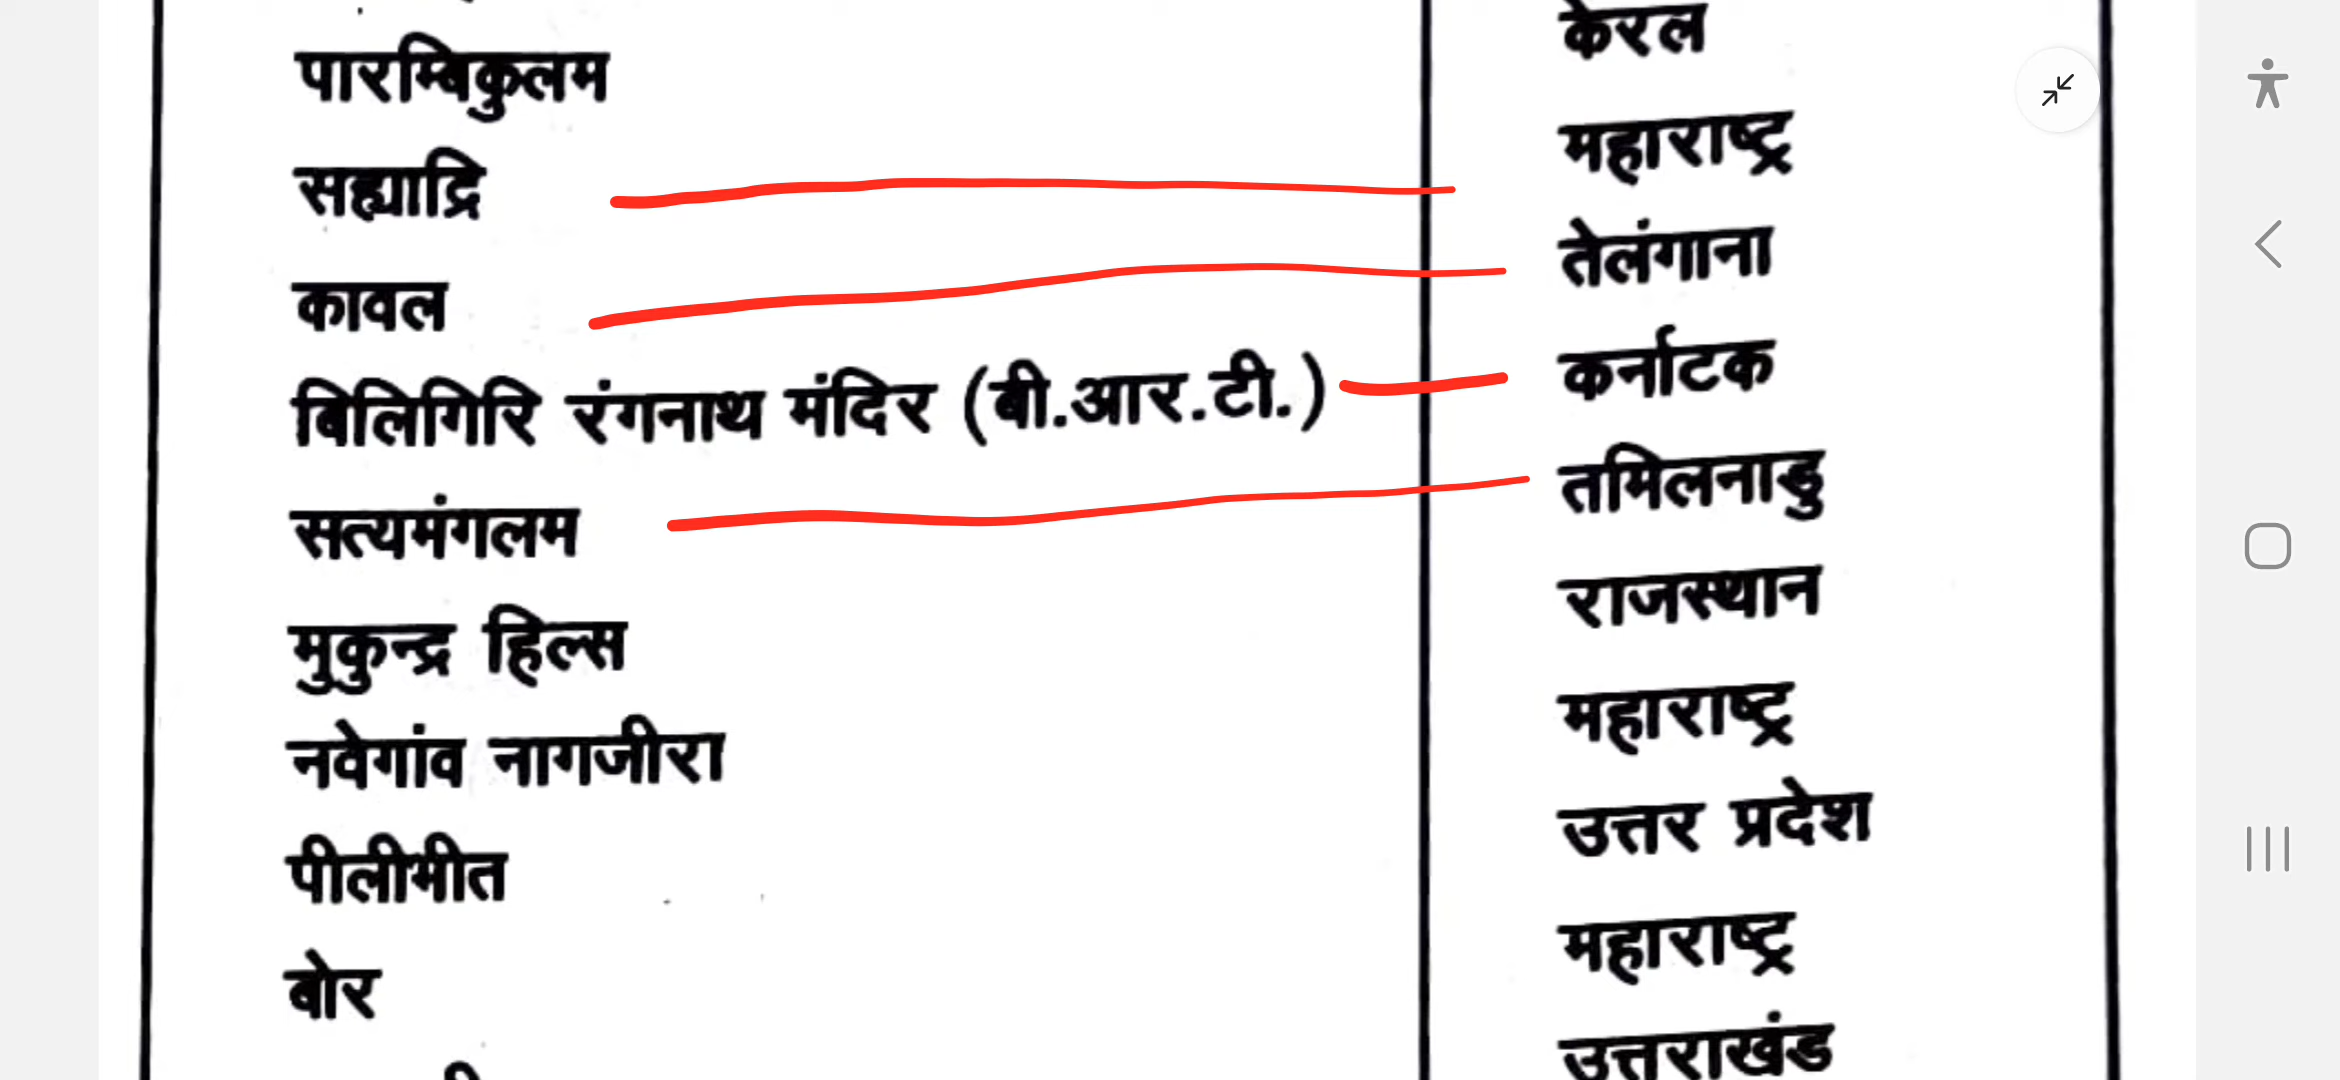 पारम्बिकुलम
केरल
सह्याद्रि
महाराष्ट्र
कावल
तेलंगाना
बिलिगिरि रंगनाथ मंदिर (बी.आर.टी.)
कर्नाटक
सत्यमंगलम
तमिलनाडु
मुकुन्द्र हिल्स
राजस्थान
नवेगांव नागजीरा
महाराष्ट्र
पीलीभीत
उत्तर प्रदेश
बोर
महाराष्ट्र
उत्तराखंड